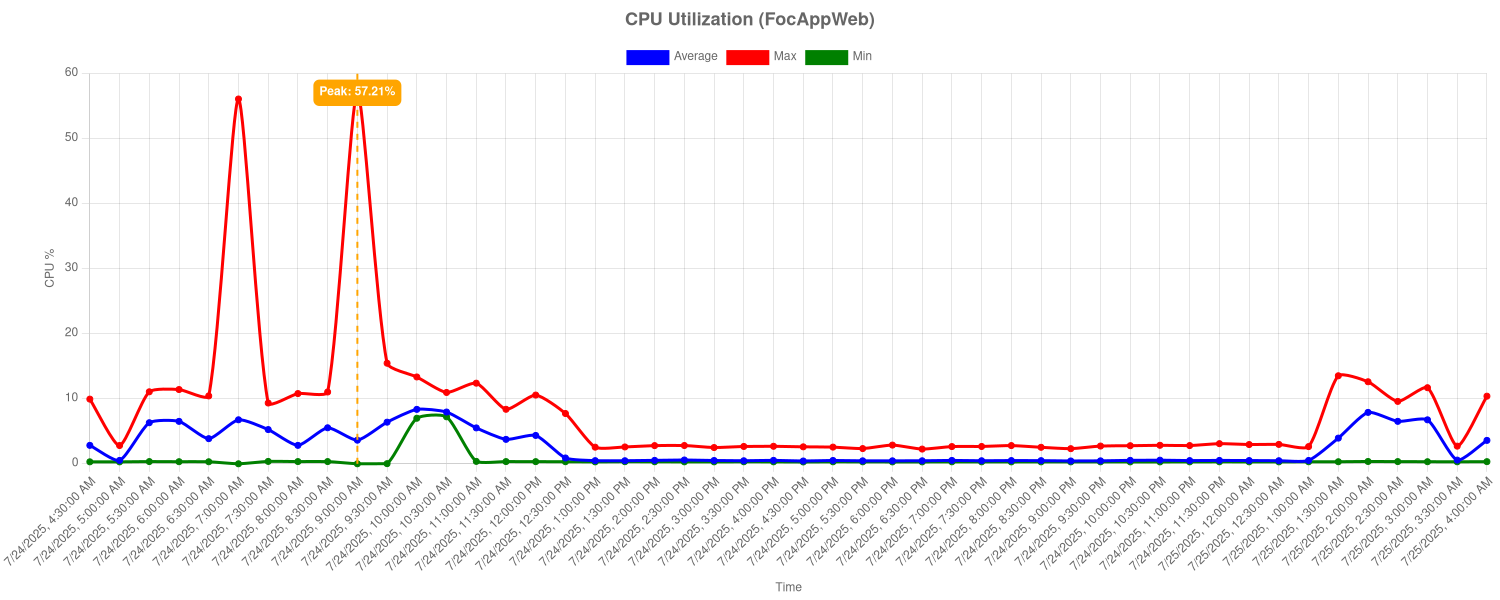 CPU Utilization (FocAppWeb)
Average Max Min
Peak: 57.21%
60
50
40
30
20
10
0
CPU %
7/24/2025, 4:30:00 AM
7/24/2025, 5:00:00 AM
7/24/2025, 5:30:00 AM
7/24/2025, 6:00:00 AM
7/24/2025, 6:30:00 AM
7/24/2025, 7:00:00 AM
7/24/2025, 7:30:00 AM
7/24/2025, 8:00:00 AM
7/24/2025, 8:30:00 AM
7/24/2025, 9:00:00 AM
7/24/2025, 9:30:00 AM
7/24/2025, 10:00:00 AM
7/24/2025, 10:30:00 AM
7/24/2025, 11:00:00 AM
7/24/2025, 11:30:00 AM
7/24/2025, 12:00:00 PM
7/24/2025, 12:30:00 PM
7/24/2025, 1:00:00 PM
7/24/2025, 1:30:00 PM
7/24/2025, 2:00:00 PM
7/24/2025, 2:30:00 PM
7/24/2025, 3:00:00 PM
7/24/2025, 3:30:00 PM
7/24/2025, 4:00:00 PM
7/24/2025, 4:30:00 PM
7/24/2025, 5:00:00 PM
7/24/2025, 5:30:00 PM
7/24/2025, 6:00:00 PM
7/24/2025, 6:30:00 PM
7/24/2025, 7:00:00 PM
7/24/2025, 7:30:00 PM
7/24/2025, 8:00:00 PM
7/24/2025, 8:30:00 PM
7/24/2025, 9:00:00 PM
7/24/2025, 9:30:00 PM
7/24/2025, 10:00:00 PM
7/24/2025, 10:30:00 PM
7/24/2025, 11:00:00 PM
7/24/2025, 11:30:00 PM
7/25/2025, 12:00:00 AM
7/25/2025, 12:30:00 AM
7/25/2025, 1:00:00 AM
7/25/2025, 1:30:00 AM
7/25/2025, 2:00:00 AM
7/25/2025, 2:30:00 AM
7/25/2025, 3:00:00 AM
7/25/2025, 3:30:00 AM
7/25/2025, 4:00:00 AM
Time